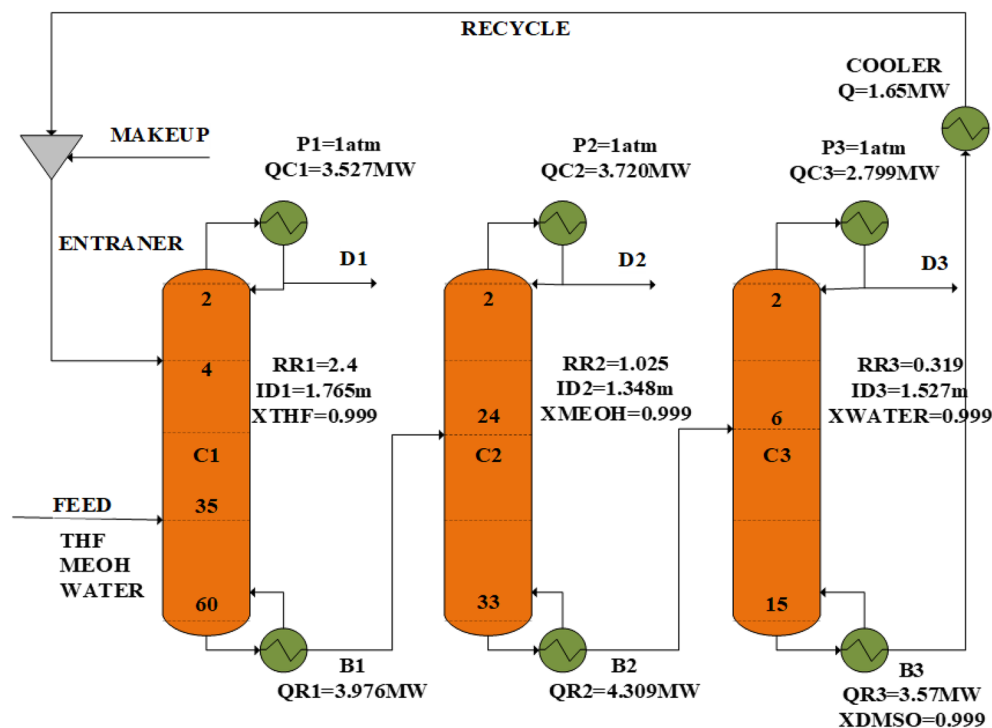 RECYCLE
COOLER
Q=1.65MW
MAKEUP
P1=1atm
QC1=3.527MW
P2=1atm
QC2=3.720MW
P3=1atm
QC3=2.799MW
ENTRANER
D1
D2
D3
2
2
2
4
RR1=2.4
ID1=1.765m
XTHF=0.999
RR2=1.025
ID2=1.348m
XMEOH=0.999
RR3=0.319
ID3=1.527m
XWATER=0.999
24
6
C1
C2
C3
FEED
35
THF
MEOH
WATER
60
33
15
B1
QR1=3.976MW
B2
QR2=4.309MW
B3
QR3=3.57MW
XDMSO=0.999